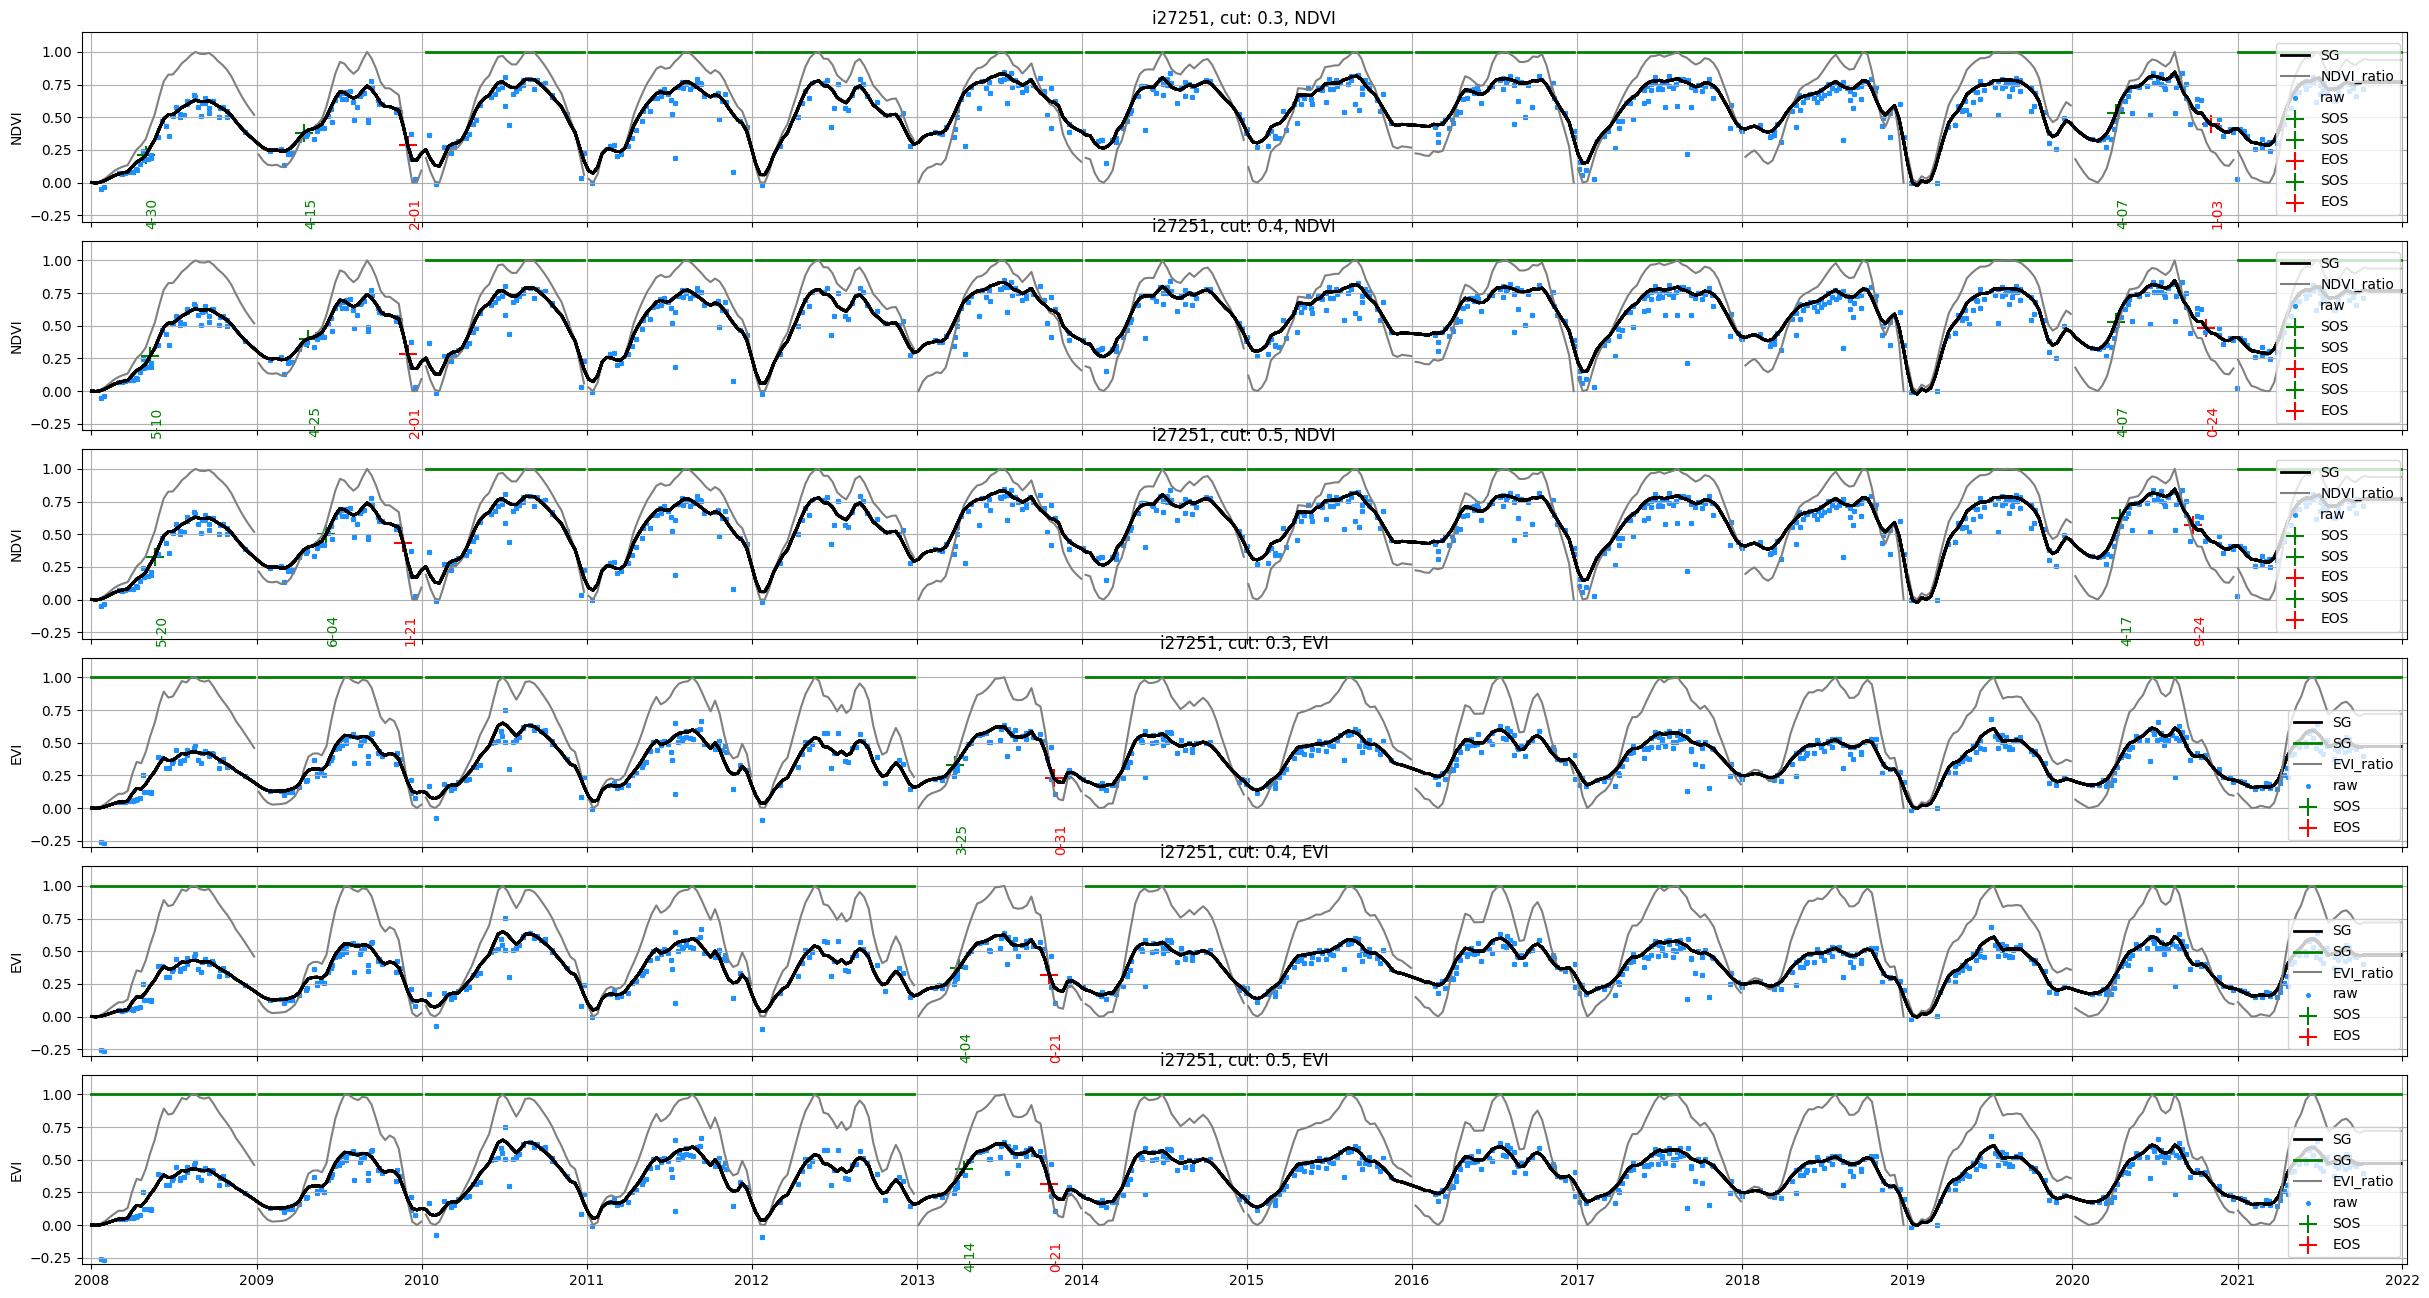 i27251, cut: 0.3, NDVI
NDVI
1.00
0.75
0.50
0.25
0.00
−0.25
SG
NDVI_ratio
raw
SOS
SOS
EOS
SOS
EOS
4-30
4-15
2-01
4-07
1-03
i27251, cut: 0.4, NDVI
NDVI
1.00
0.75
0.50
0.25
0.00
−0.25
SG
NDVI_ratio
raw
SOS
SOS
EOS
SOS
EOS
5-10
4-25
2-01
4-07
0-24
i27251, cut: 0.5, NDVI
NDVI
1.00
0.75
0.50
0.25
0.00
−0.25
SG
NDVI_ratio
raw
SOS
SOS
EOS
SOS
EOS
5-20
6-04
1-21
4-17
9-24
i27251, cut: 0.3, EVI
EVI
1.00
0.75
0.50
0.25
0.00
−0.25
SG
SG
EVI_ratio
raw
SOS
EOS
3-25
0-31
i27251, cut: 0.4, EVI
EVI
1.00
0.75
0.50
0.25
0.00
−0.25
SG
SG
EVI_ratio
raw
SOS
EOS
4-04
0-21
i27251, cut: 0.5, EVI
EVI
1.00
0.75
0.50
0.25
0.00
−0.25
SG
SG
EVI_ratio
raw
SOS
EOS
4-14
0-21
2008 2009 2010 2011 2012 2013 2014 2015 2016 2017 2018 2019 2020 2021 2022